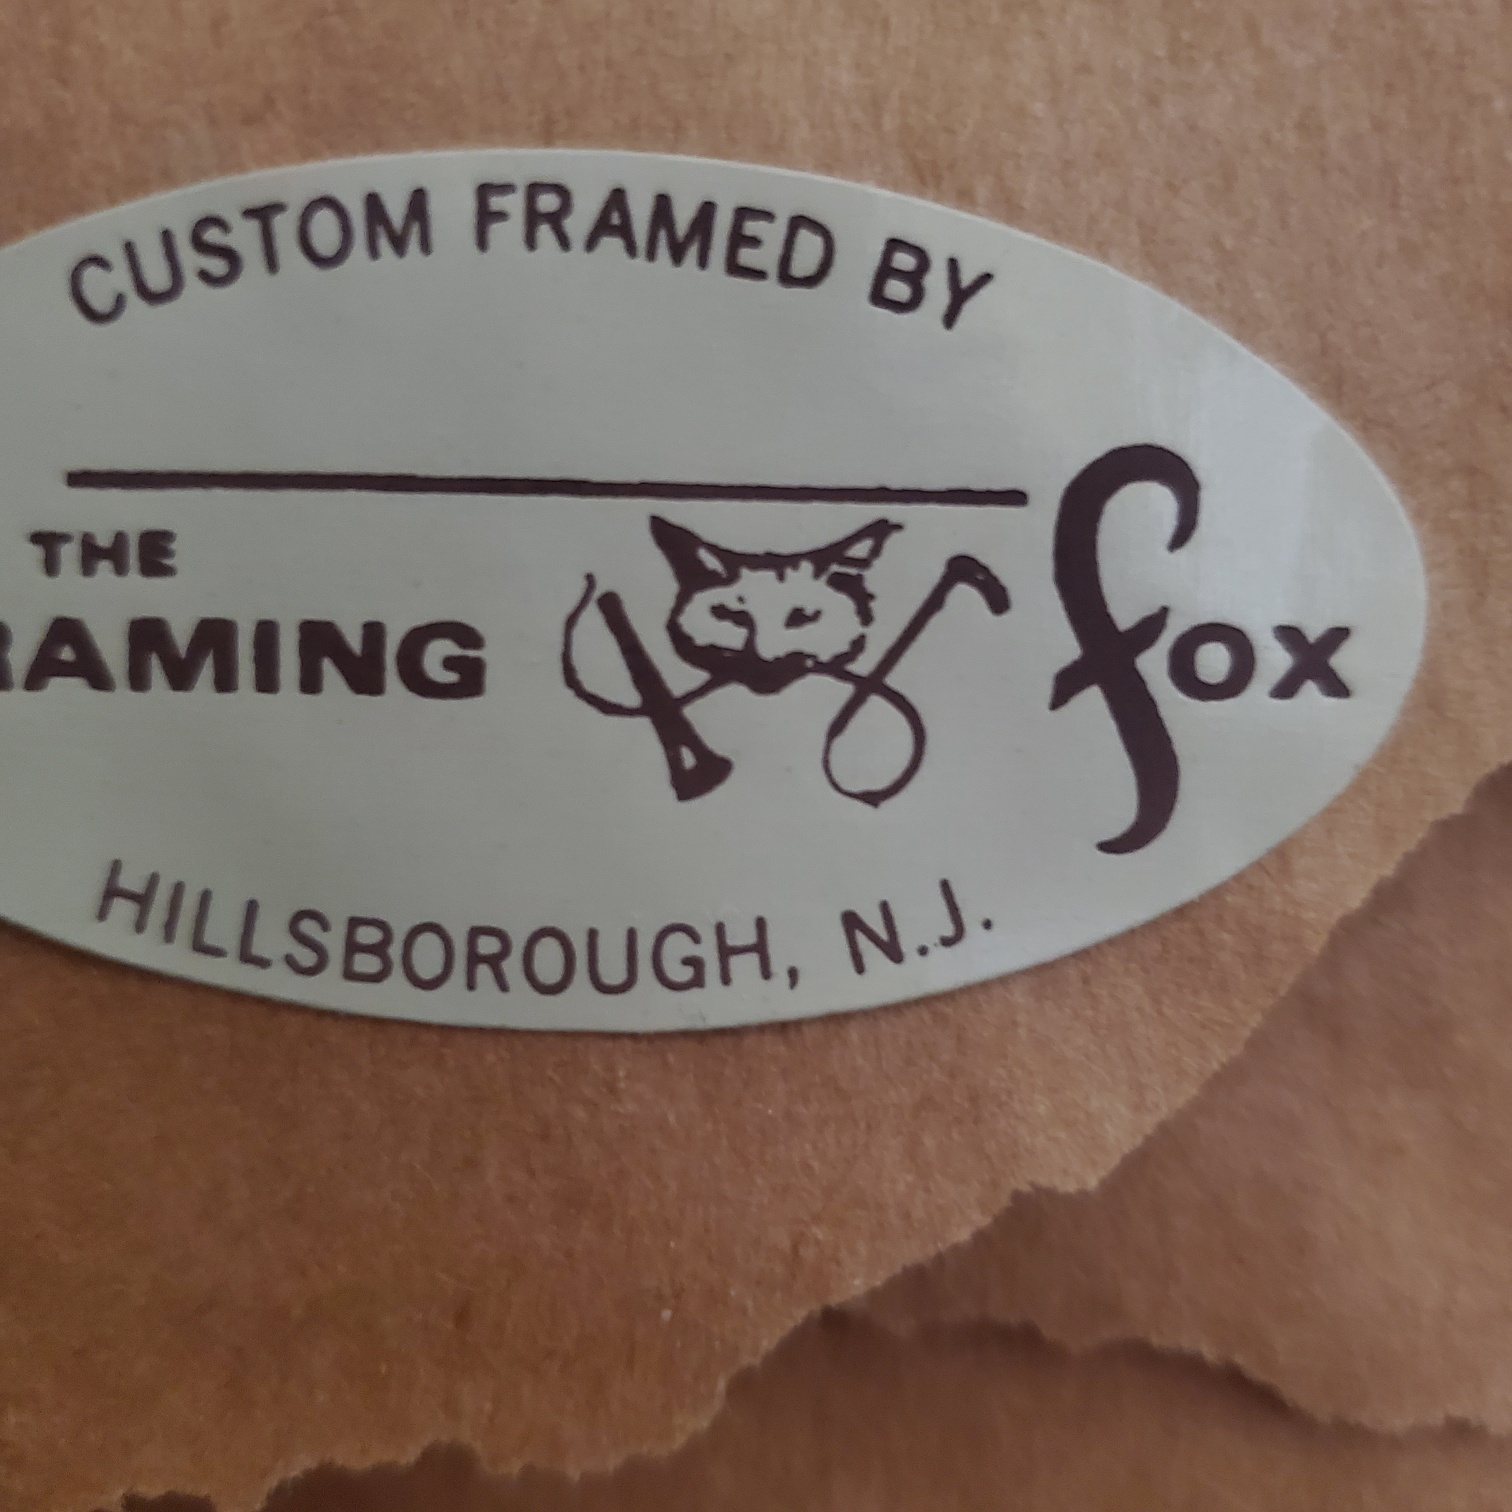 CUSTOM FRAMED BY
THE
RAMING fox
HILLSBOROUGH, N.J.